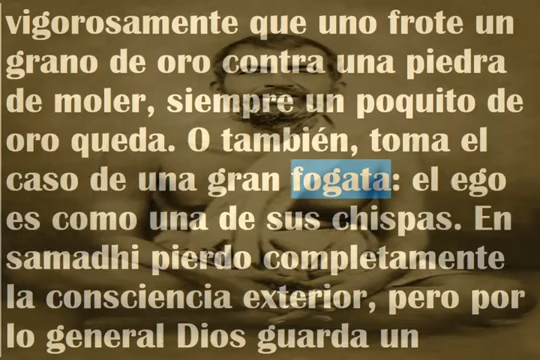 vigorosamente que uno frote un
grano de oro contra una piedra
de moler, siempre un poquito de
oro queda. O también, toma el
caso de una gran fogata: el ego
es como una de sus chispas. En
samadhi pierdo completamente
la consciencia exterior, pero por
lo general Dios guarda un